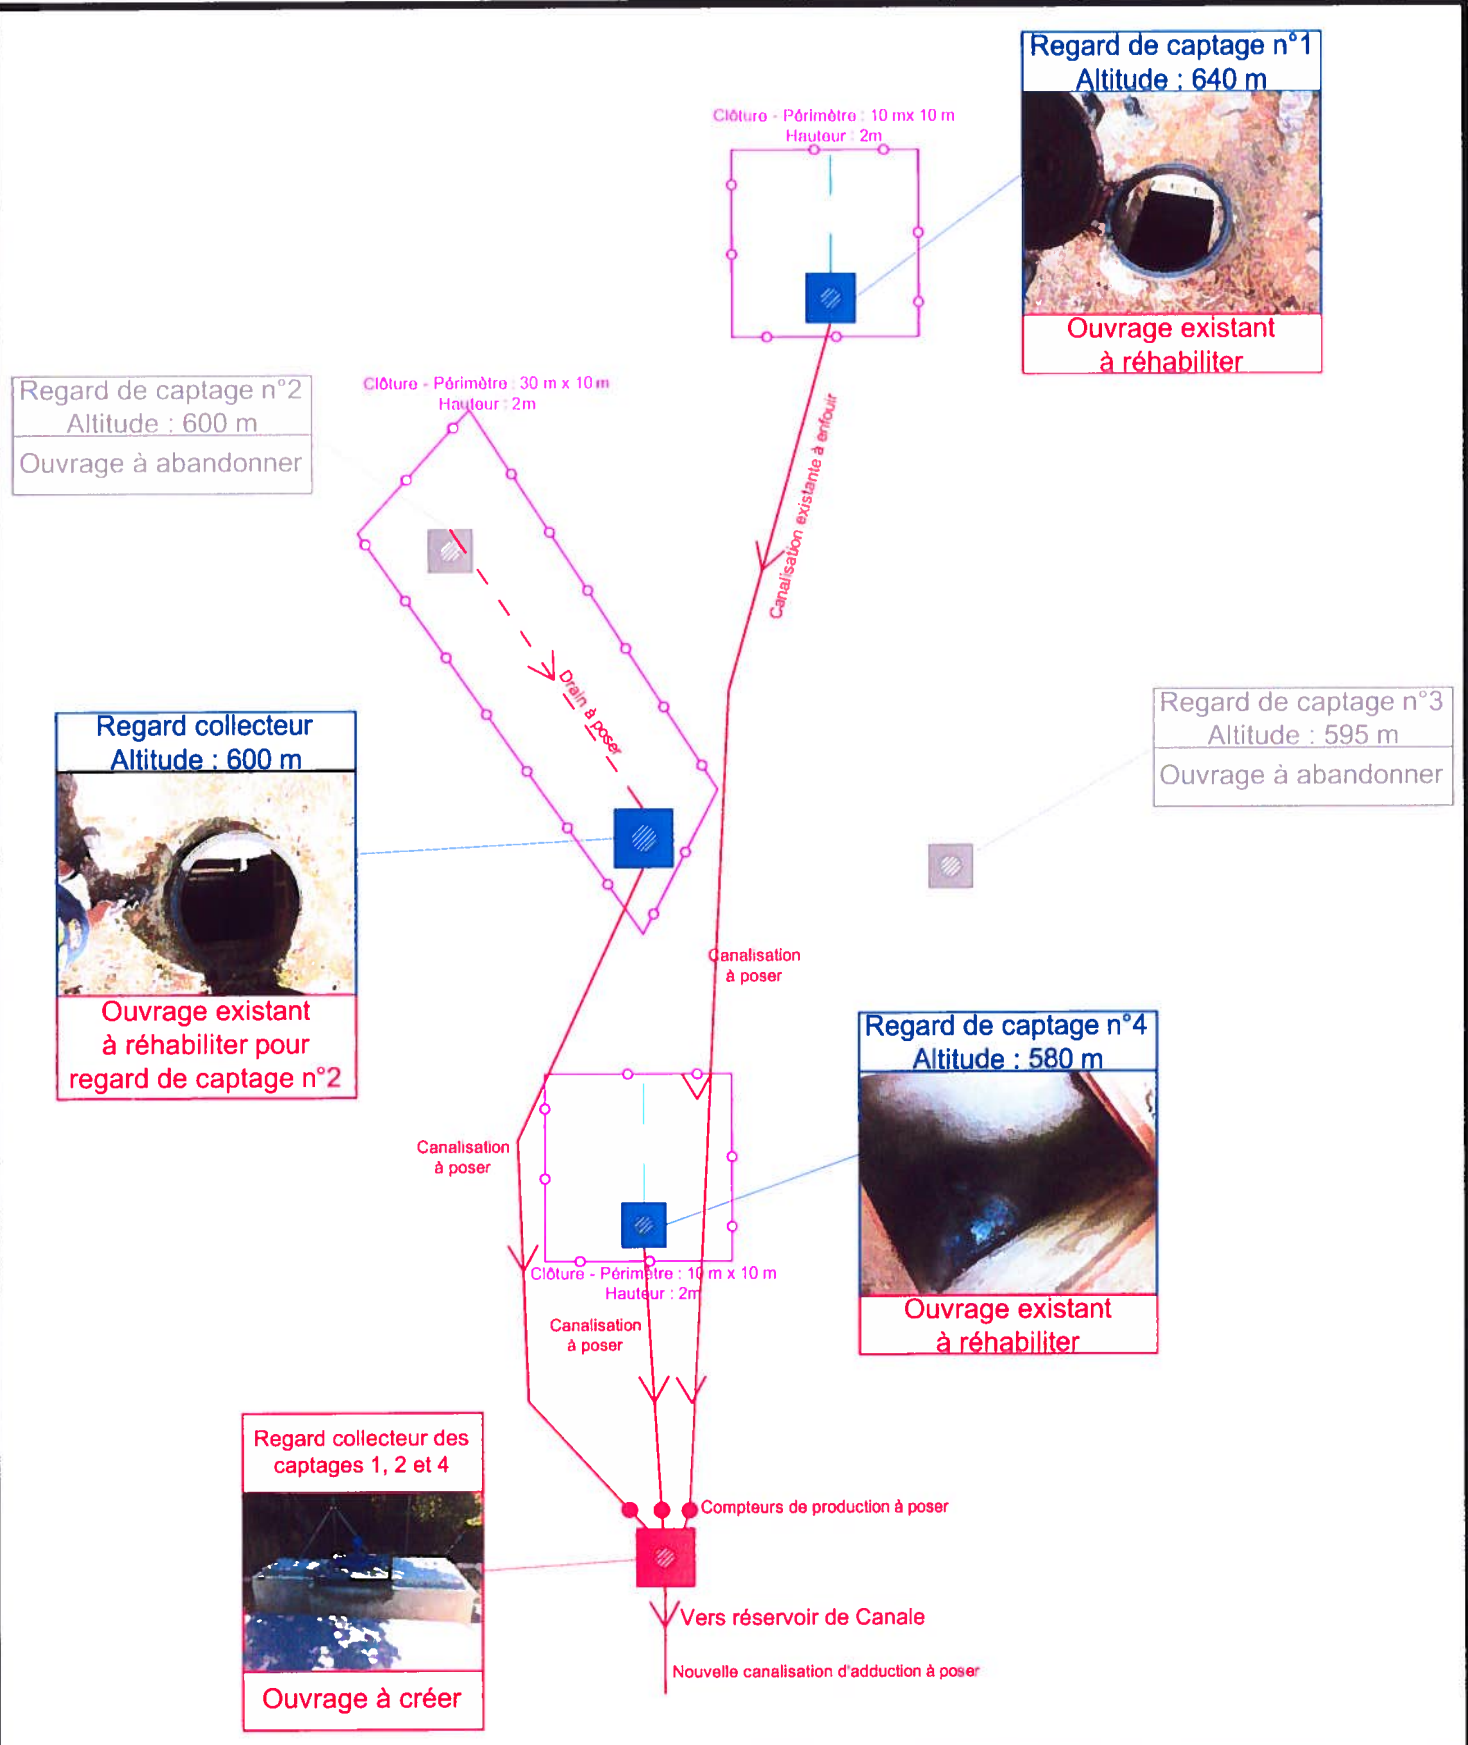 Regard de captage n°1
Altitude : 640 m
Ouvrage existant
à réhabiliter
Clôture - Périmètre : 10 mx 10 m
Hauteur : 2m
Canalisation existante à enfouir
Regard de captage n°2
Altitude : 600 m
Ouvrage à abandonner
Clôture - Périmètre : 30 m x 10 m
Hauteur : 2m
Drain à poser
Regard de captage n°3
Altitude : 595 m
Ouvrage à abandonner
Regard collecteur
Altitude : 600 m
Ouvrage existant
à réhabiliter pour
regard de captage n°2
Canalisation
à poser
Regard de captage n°4
Altitude : 580 m
Ouvrage existant
à réhabiliter
Canalisation
à poser
Clôture - Périmètre : 10 m x 10 m
Hauteur : 2m
Canalisation
à poser
Regard collecteur des
captages 1, 2 et 4
Ouvrage à créer
Compteurs de production à poser
Vers réservoir de Canale
Nouvelle canalisation d'adduction à poser